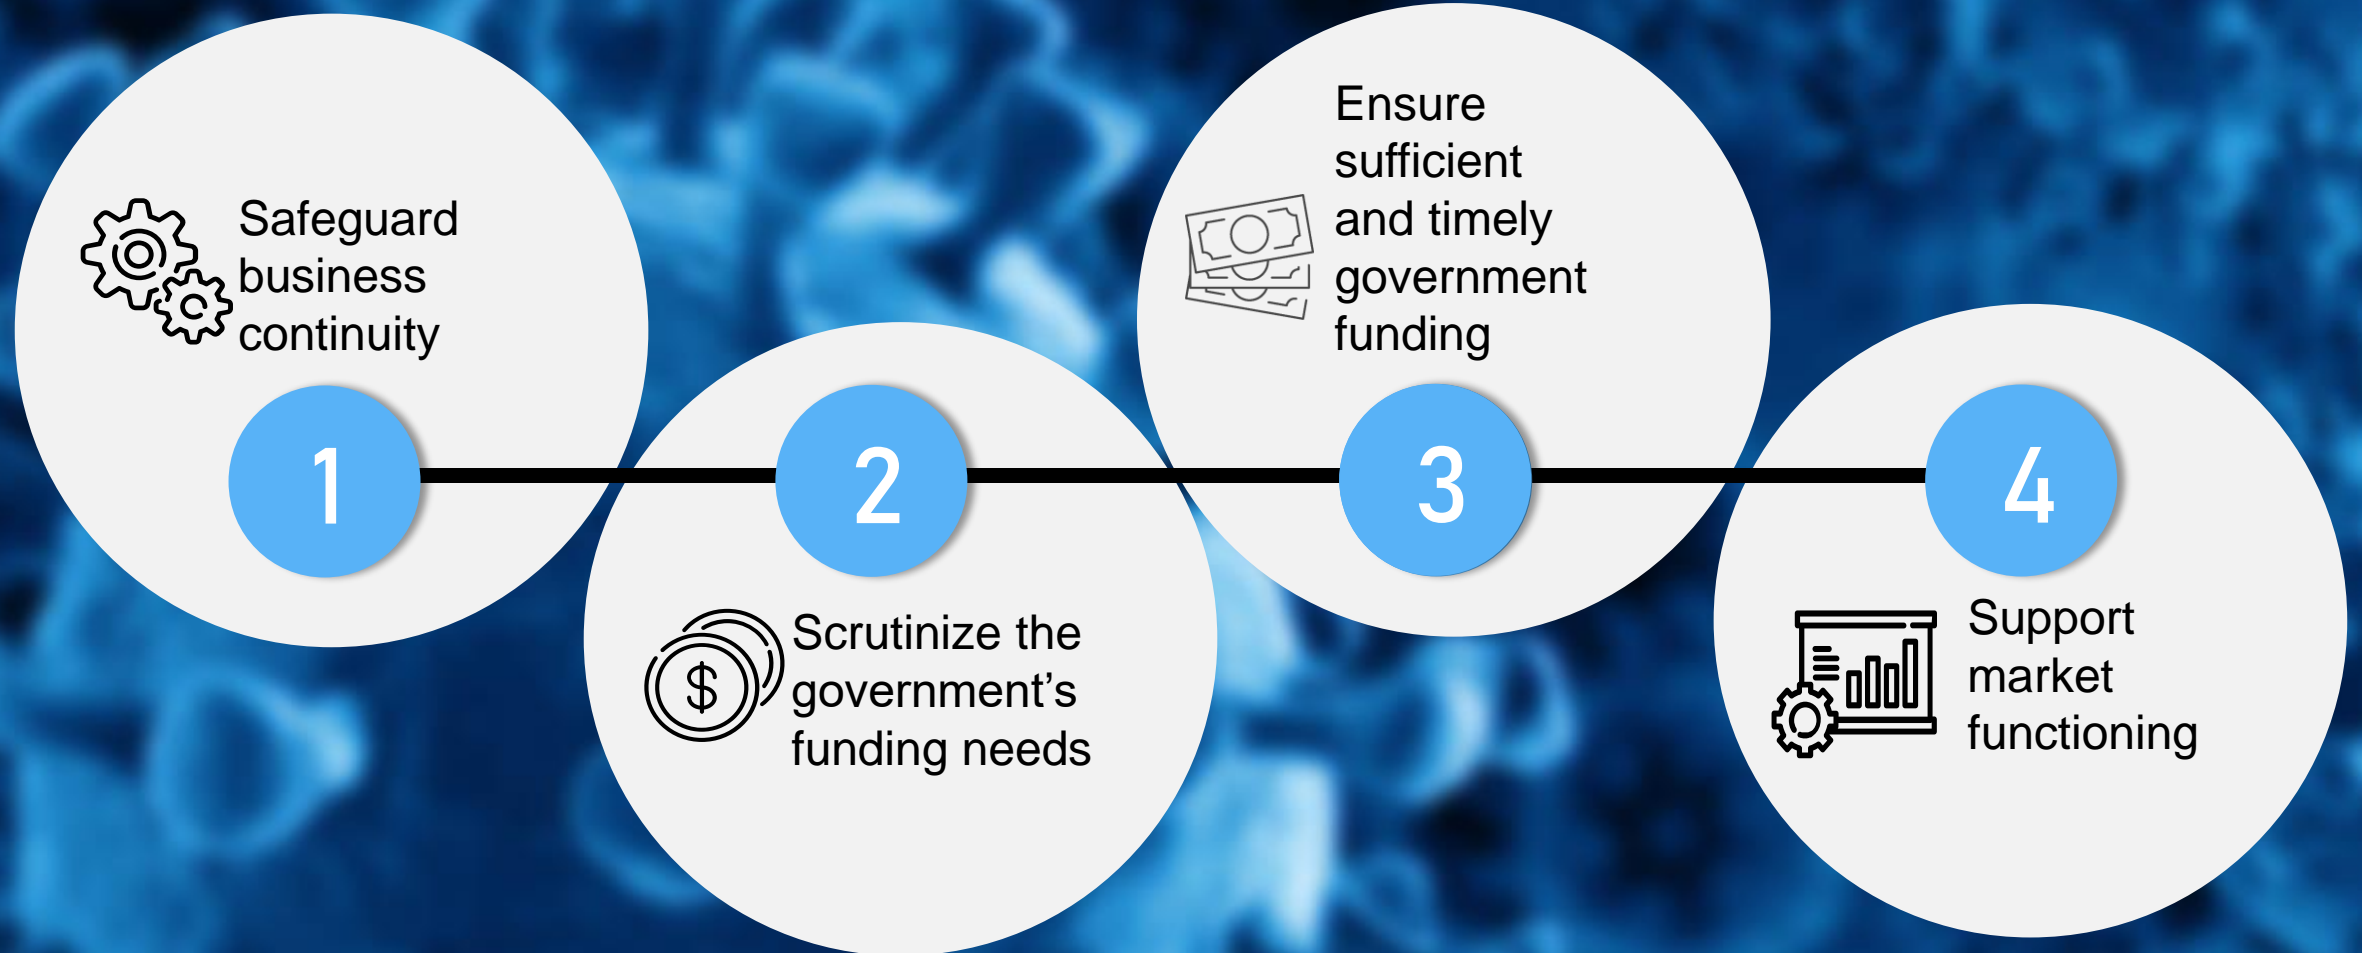 Safeguard
business
continuity
1
2
$
Scrutinize the
government’s
funding needs
Ensure
sufficient
and timely
government
funding
3
4
Support
market
functioning